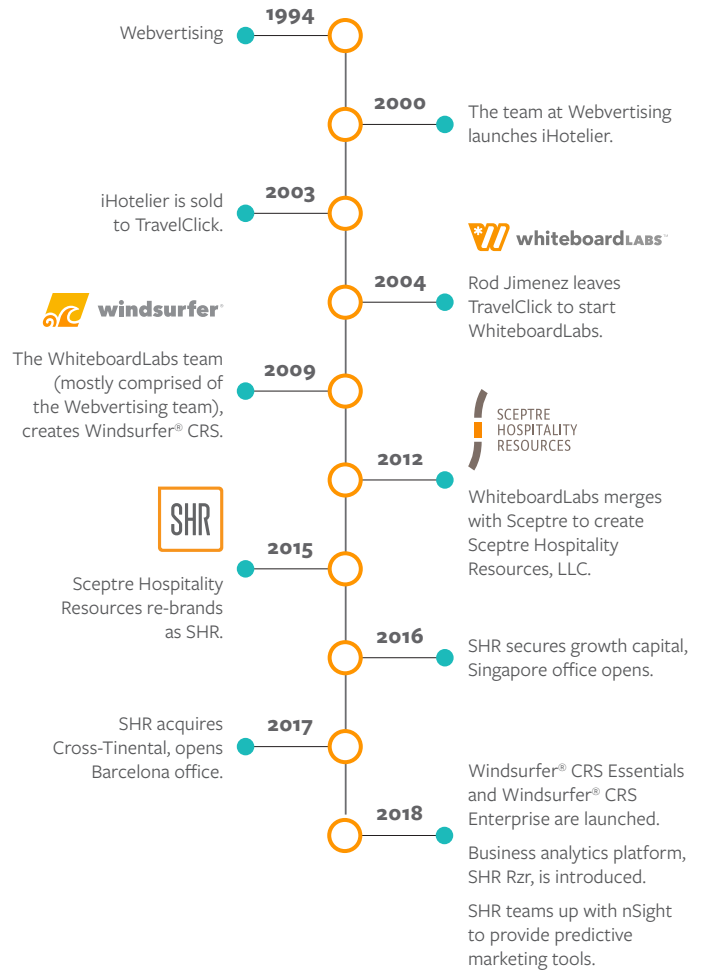 1994
Webvertising
2000
The team at Webvertising
launches iHotelier.
2003
iHotelier is sold
to TravelClick.
whiteboardLABS™
2004
Rod Jimenez leaves
TravelClick to start
WhiteboardLabs.
windsurfer®
2009
The WhiteboardLabs team
(mostly comprised of
the Webvertising team),
creates Windsurfer® CRS.
SCEPTRE
HOSPITALITY
RESOURCES
2012
WhiteboardLabs merges
with Sceptre to create
Sceptre Hospitality
Resources, LLC.
SHR
2015
Sceptre Hospitality
Resources re-brands
as SHR.
2016
SHR secures growth capital,
Singapore office opens.
2017
SHR acquires
Cross-Tinental, opens
Barcelona office.
2018
Windsurfer® CRS Essentials
and Windsurfer® CRS
Enterprise are launched.
Business analytics platform,
SHR Rzr, is introduced.
SHR teams up with nSight
to provide predictive
marketing tools.